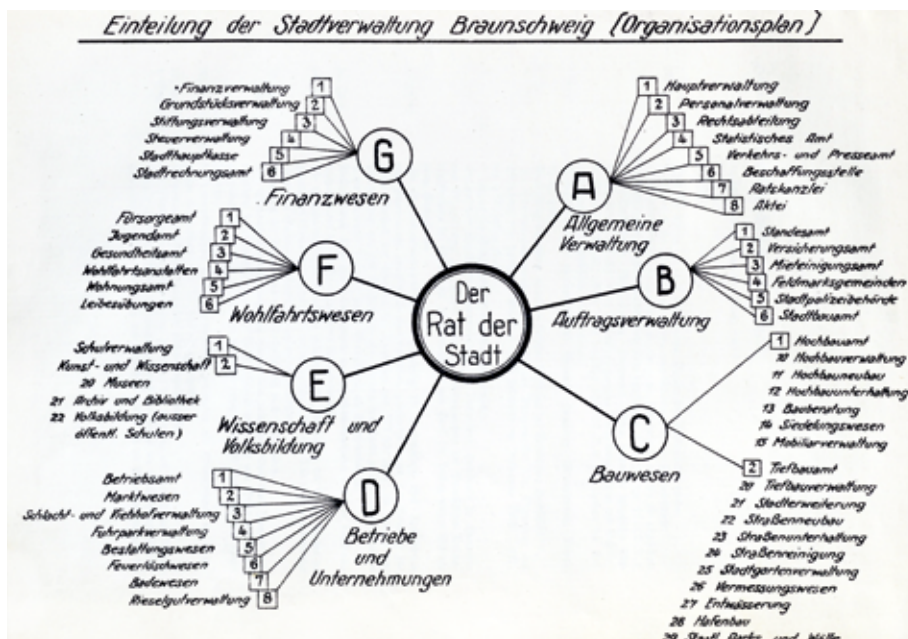 Einteilung der Stadtverwaltung Braunschweig [Organisationsplan]
Der
Rat der
Stadt
A
Allgemeine
Verwaltung
1 Hauptverwaltung
2 Personalverwaltung
3 Rechtsabteilung
4 Statistisches Amt
5 Verkehrs- und Presseamt
6 Beschaffungsstelle
7 Ratskanzlei
8 Aktei
B
Auftragsverwaltung
1 Standesamt
2 Versicherungsamt
3 Mieteinigungsamt
4 Feldmarksgemeinden
5 Stadtpolizeibehörde
6 Stadtbauamt
C
Bauwesen
1 Hochbauamt
10 Hochbauverwaltung
11 Hochbauneubau
12 Hochbauunterhaltung
13 Bauberatung
14 Siedelungswesen
15 Mobiliarverwaltung
2 Tiefbauamt
20 Tiefbauverwaltung
21 Stadterweiterung
22 Straßenneubau
23 Straßenunterhaltung
24 Straßenreinigung
25 Stadtgartenverwaltung
26 Vermessungswesen
27 Entwässerung
28 Hafenbau
29 Städt. Parks und Wälle
D
Betriebe
und
Unternehmungen
Betriebsamt 1
Marktwesen 2
Schlacht- und Viehhofverwaltung 3
Fuhrparkverwaltung 4
Bestattungswesen 5
Feuerlöschwesen 6
Badewesen 7
Rieselgutverwaltung 8
E
Wissenschaft und
Volksbildung
Schulverwaltung 1
Kunst- und Wissenschaft 2
20 Museen
21 Archiv und Bibliothek
22 Volksbildung (ausser
öffentl. Schulen)
F
Wohlfahrtswesen
Fürsorgeamt 1
Jugendamt 2
Gesundheitsamt 3
Wohlfahrtsanstalten 4
Wohnungsamt 5
Leibesübungen 6
G
Finanzwesen
Finanzverwaltung 1
Grundstücksverwaltung 2
Stiftungsverwaltung 3
Steuerverwaltung 4
Stadthauptkasse 5
Stadtrechnungsamt 6